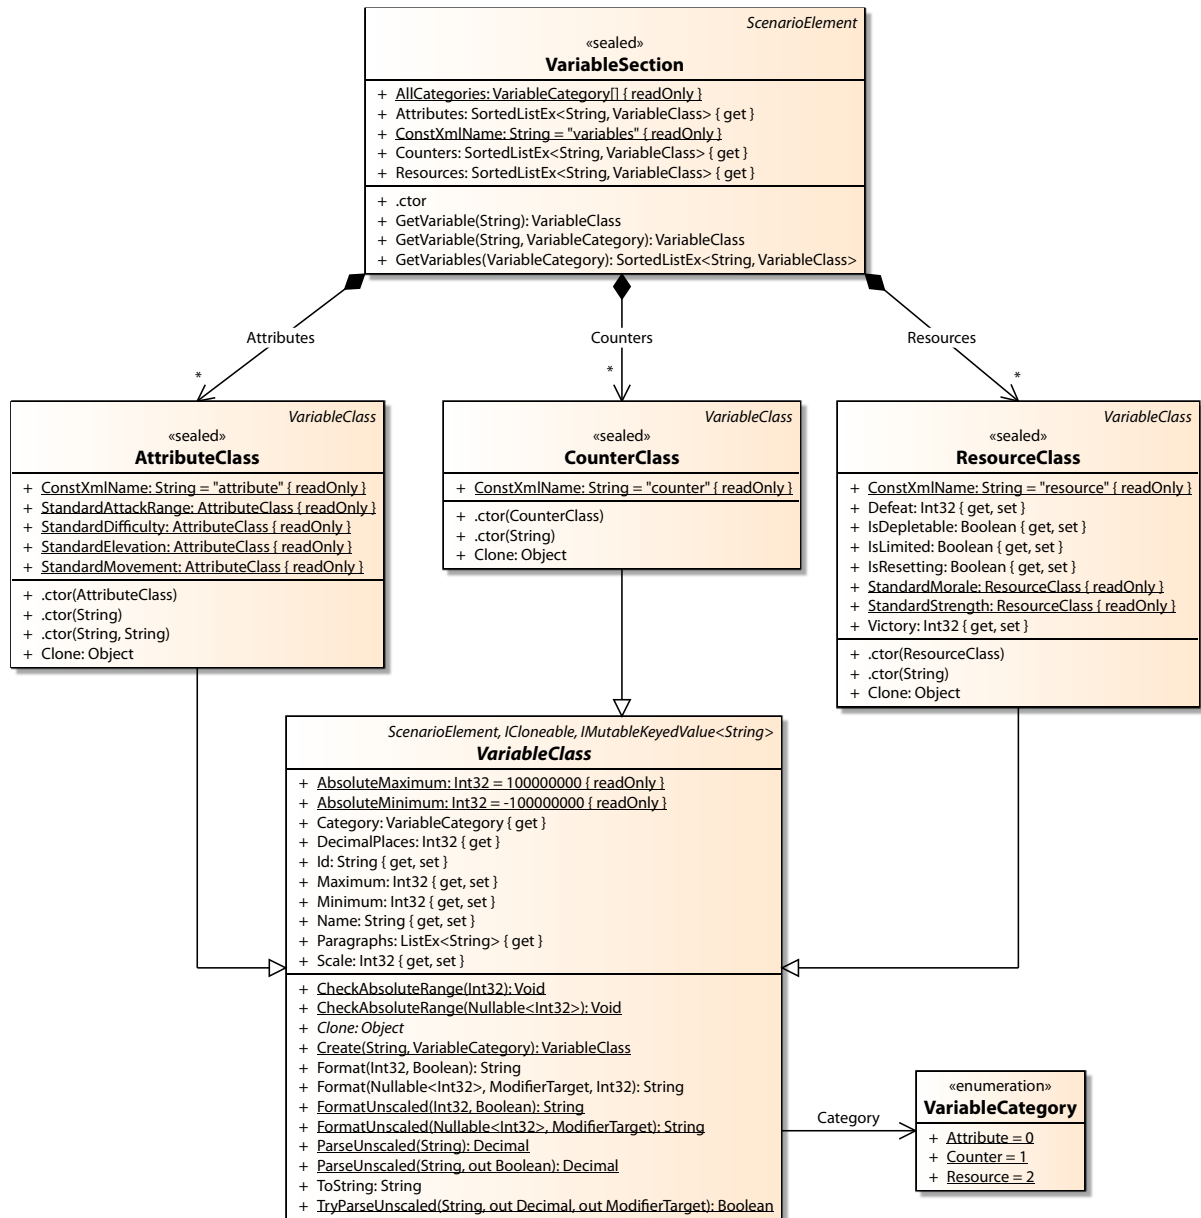 ScenarioElement
«sealed»
VariableSection
+ AllCategories: VariableCategory[] { readOnly }
+ Attributes: SortedListEx<String, VariableClass> { get }
+ ConstXmlName: String = "variables" { readOnly }
+ Counters: SortedListEx<String, VariableClass> { get }
+ Resources: SortedListEx<String, VariableClass> { get }
+ .ctor
+ GetVariable(String): VariableClass
+ GetVariable(String, VariableCategory): VariableClass
+ GetVariables(VariableCategory): SortedListEx<String, VariableClass>
Attributes
*
Counters
*
Resources
*
VariableClass
«sealed»
AttributeClass
+ ConstXmlName: String = "attribute" { readOnly }
+ StandardAttackRange: AttributeClass { readOnly }
+ StandardDifficulty: AttributeClass { readOnly }
+ StandardElevation: AttributeClass { readOnly }
+ StandardMovement: AttributeClass { readOnly }
+ .ctor(AttributeClass)
+ .ctor(String)
+ .ctor(String, String)
+ Clone: Object
VariableClass
«sealed»
CounterClass
+ ConstXmlName: String = "counter" { readOnly }
+ .ctor(CounterClass)
+ .ctor(String)
+ Clone: Object
VariableClass
«sealed»
ResourceClass
+ ConstXmlName: String = "resource" { readOnly }
+ Defeat: Int32 { get, set }
+ IsDepletable: Boolean { get, set }
+ IsLimited: Boolean { get, set }
+ IsResetting: Boolean { get, set }
+ StandardMorale: ResourceClass { readOnly }
+ StandardStrength: ResourceClass { readOnly }
+ Victory: Int32 { get, set }
+ .ctor(ResourceClass)
+ .ctor(String)
+ Clone: Object
ScenarioElement, ICloneable, IMutableKeyedValue<String>
VariableClass
+ AbsoluteMaximum: Int32 = 100000000 { readOnly }
+ AbsoluteMinimum: Int32 = -100000000 { readOnly }
+ Category: VariableCategory { get }
+ DecimalPlaces: Int32 { get }
+ Id: String { get, set }
+ Maximum: Int32 { get, set }
+ Minimum: Int32 { get, set }
+ Name: String { get, set }
+ Paragraphs: ListEx<String> { get }
+ Scale: Int32 { get, set }
+ CheckAbsoluteRange(Int32): Void
+ CheckAbsoluteRange(Nullable<Int32>): Void
+ Clone: Object
+ Create(String, VariableCategory): VariableClass
+ Format(Int32, Boolean): String
+ Format(Nullable<Int32>, ModifierTarget, Int32): String
+ FormatUnscaled(Int32, Boolean): String
+ FormatUnscaled(Nullable<Int32>, ModifierTarget): String
+ ParseUnscaled(String): Decimal
+ ParseUnscaled(String, out Boolean): Decimal
+ ToString: String
+ TryParseUnscaled(String, out Decimal, out ModifierTarget): Boolean
Category
«enumeration»
VariableCategory
+ Attribute = 0
+ Counter = 1
+ Resource = 2